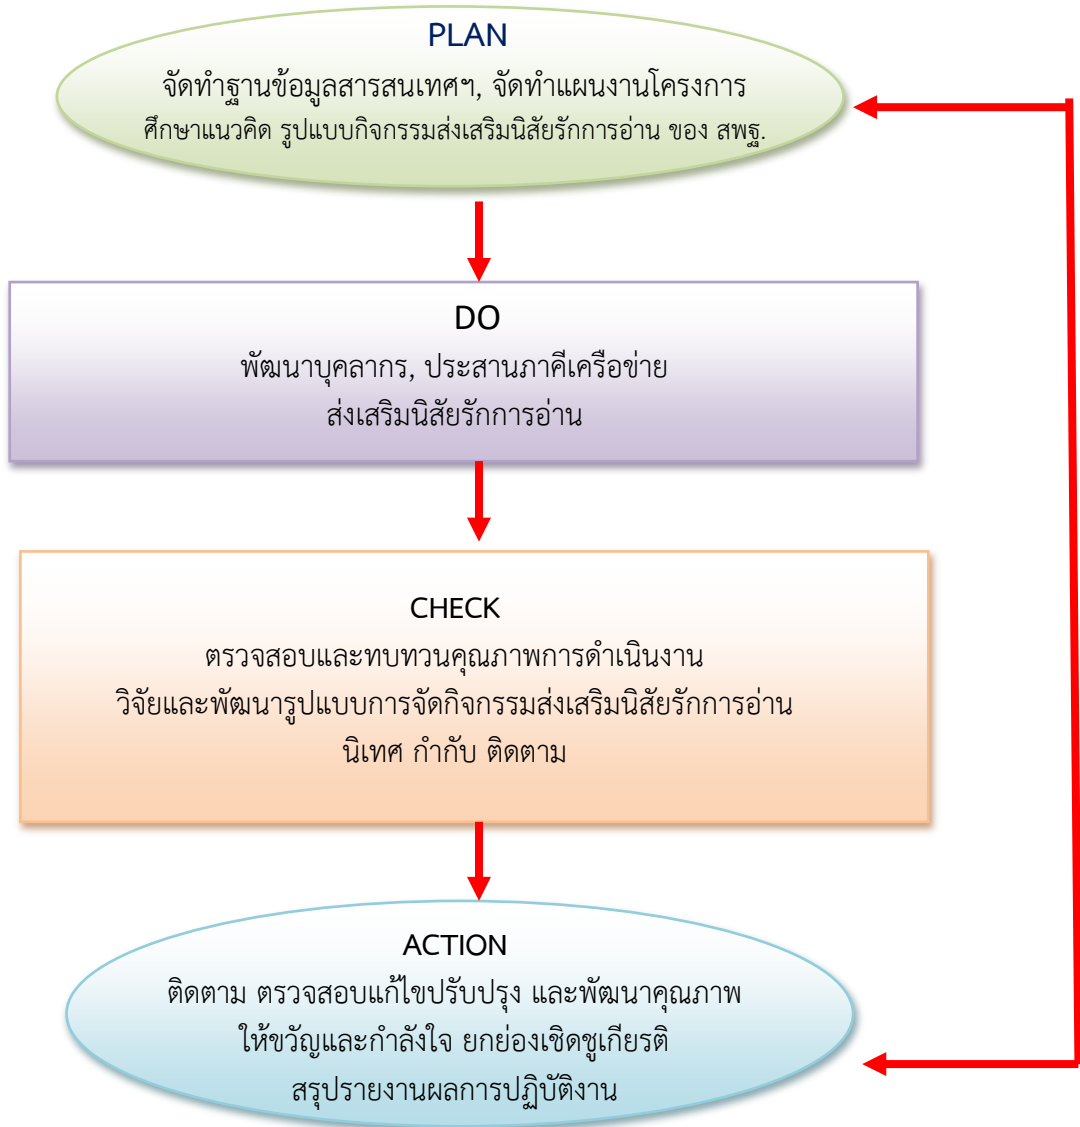 PLAN
จัดทำฐานข้อมูลสารสนเทศฯ, จัดทำแผนงานโครงการ
ศึกษาแนวคิด รูปแบบกิจกรรมส่งเสริมนิสัยรักการอ่าน ของ สพฐ.
DO
พัฒนาบุคลากร, ประสานภาคีเครือข่าย
ส่งเสริมนิสัยรักการอ่าน
CHECK
ตรวจสอบและทบทวนคุณภาพการดำเนินงาน
วิจัยและพัฒนารูปแบบการจัดกิจกรรมส่งเสริมนิสัยรักการอ่าน
นิเทศ กำกับ ติดตาม
ACTION
ติดตาม ตรวจสอบแก้ไขปรับปรุง และพัฒนาคุณภาพ
ให้ขวัญและกำลังใจ ยกย่องเชิดชูเกียรติ
สรุปรายงานผลการปฏิบัติงาน